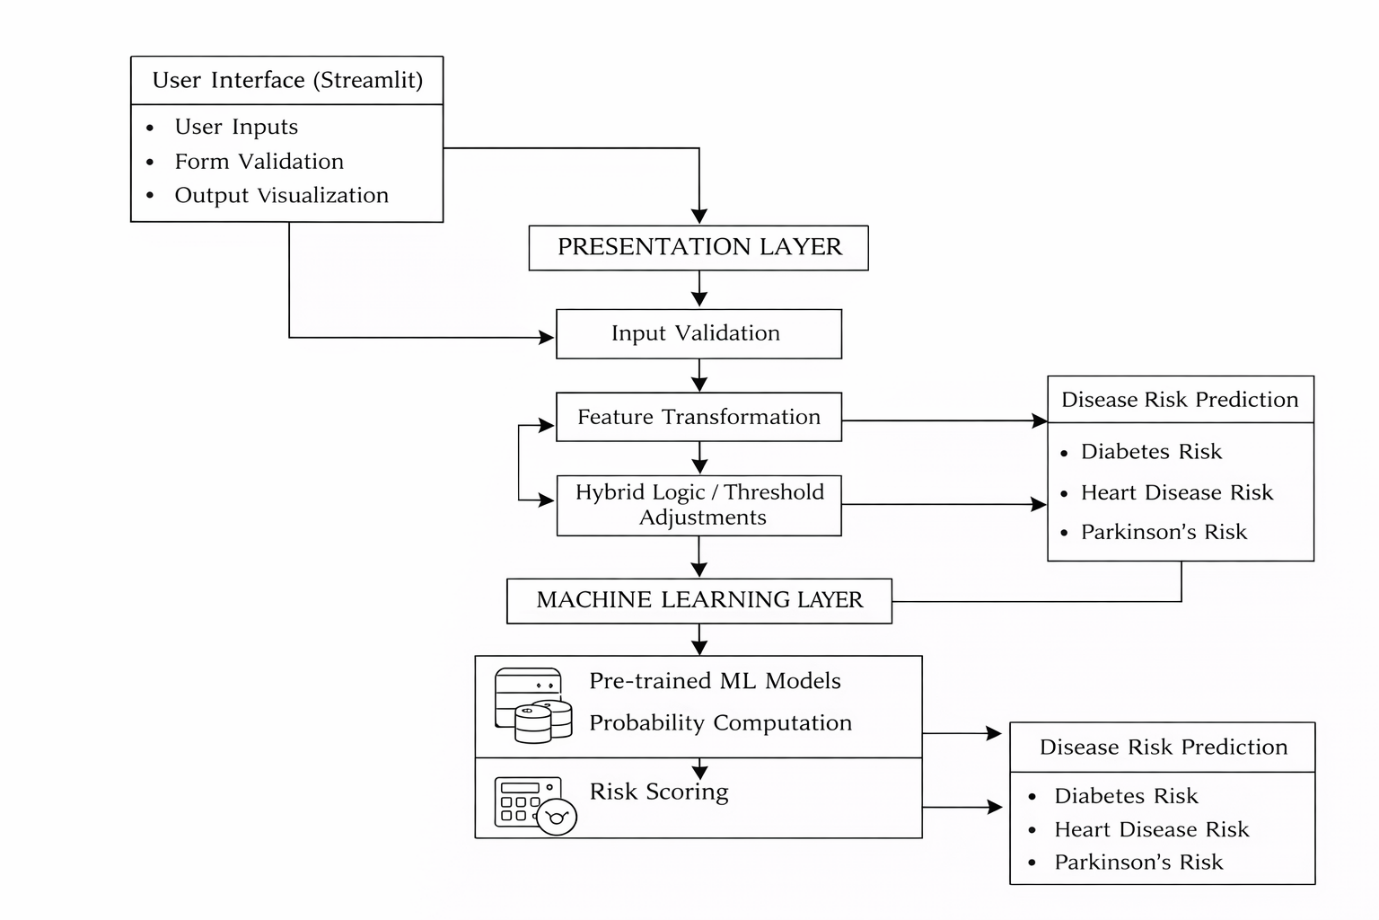 User Interface (Streamlit)
• User Inputs
• Form Validation
• Output Visualization
PRESENTATION LAYER
Input Validation
Feature Transformation
Hybrid Logic / Threshold
Adjustments
Disease Risk Prediction
• Diabetes Risk
• Heart Disease Risk
• Parkinson's Risk
MACHINE LEARNING LAYER
Pre-trained ML Models
Probability Computation
Risk Scoring
Disease Risk Prediction
• Diabetes Risk
• Heart Disease Risk
• Parkinson's Risk